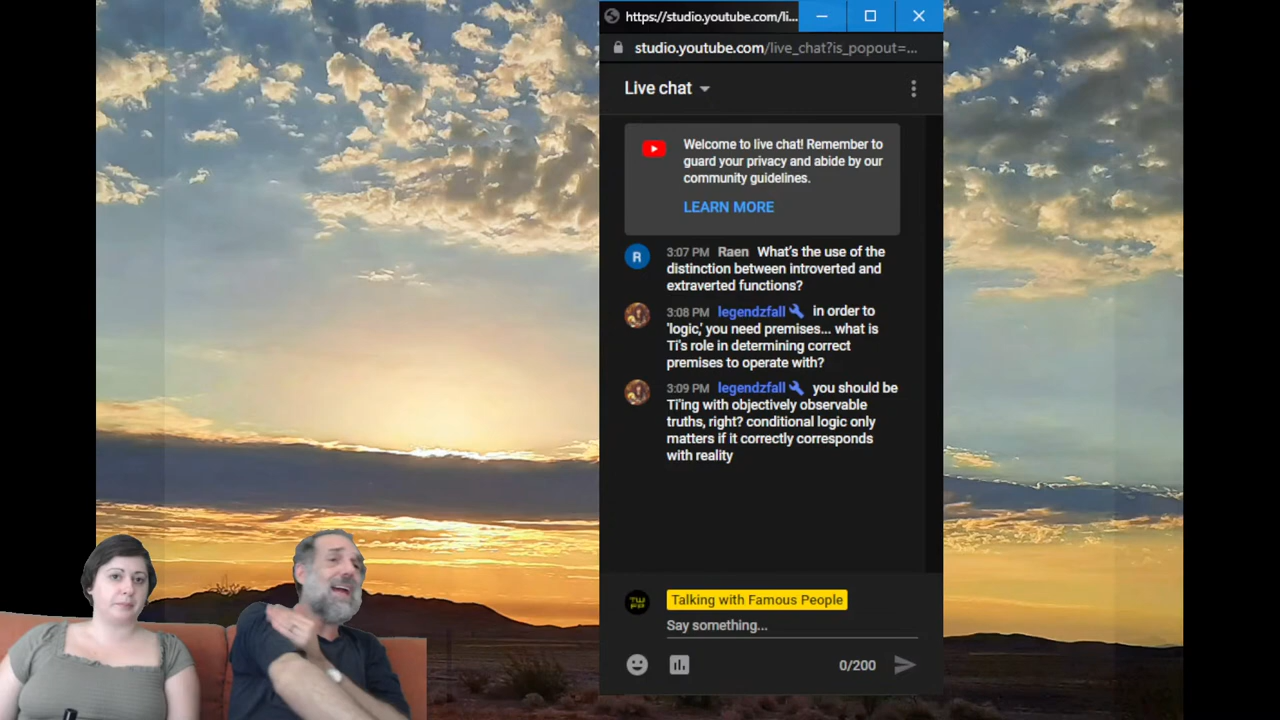 https://studio.youtube.com/li...
studio.youtube.com/live_chat?is_popout=...
Live chat
Welcome to live chat! Remember to
guard your privacy and abide by our
community guidelines.
LEARN MORE
R
3:07 PM Raen What's the use of the
distinction between introverted and
extraverted functions?
3:08 PM legendzfall in order to
'logic,' you need premises... what is
Ti's role in determining correct
premises to operate with?
3:09 PM legendzfall you should be
Ti'ing with objectively observable
truths, right? conditional logic only
matters if it correctly corresponds
with reality
TW
FP
Talking with Famous People
Say something...
0/200